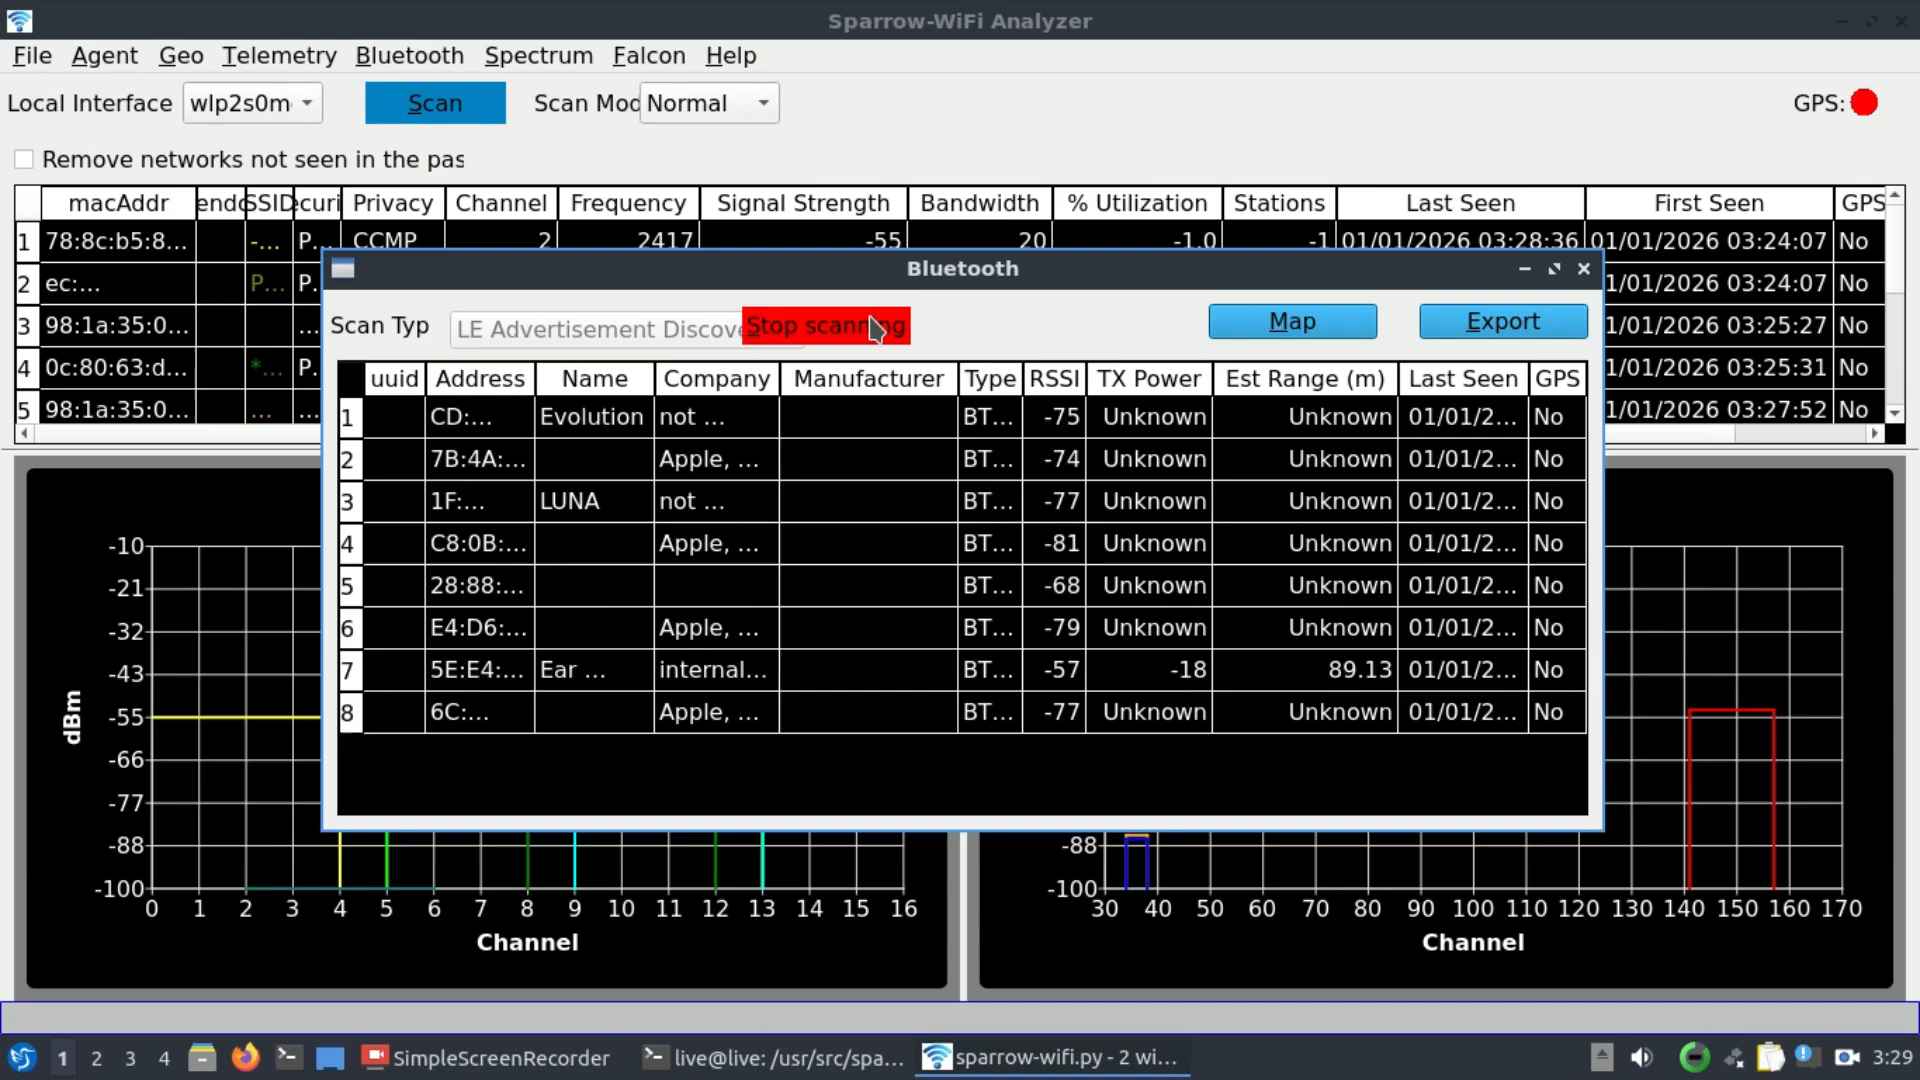 Sparrow-WiFi Analyzer
File Agent Geo Telemetry Bluetooth Spectrum Falcon Help
Local Interface wlp2s0m Scan Scan Mod Normal GPS:
Remove networks not seen in the pas
macAddr endo SSID curi Privacy Channel Frequency Signal Strength Bandwidth % Utilization Stations Last Seen First Seen GPS
1 78:8c:b5:8... -... P... CCMP 2 2417 -55 20 -1.0 -1 01/01/2026 03:28:36 01/01/2026 03:24:07 No
2 ec:... P... P. 1/01/2026 03:24:07 No
3 98:1a:35:0... ... 1/01/2026 03:25:27 No
4 0c:80:63:d... *... P. 1/01/2026 03:25:31 No
5 98:1a:35:0... ... ... 1/01/2026 03:27:52 No
Bluetooth
Scan Typ LE Advertisement Discove Stop scanning Map Export
uuid Address Name Company Manufacturer Type RSSI TX Power Est Range (m) Last Seen GPS
1 CD:... Evolution not ... BT... -75 Unknown Unknown 01/01/2... No
2 7B:4A:... Apple, ... BT... -74 Unknown Unknown 01/01/2... No
3 1F:... LUNA not ... BT... -77 Unknown Unknown 01/01/2... No
4 C8:0B:... Apple, ... BT... -81 Unknown Unknown 01/01/2... No
5 28:88:... BT... -68 Unknown Unknown 01/01/2... No
6 E4:D6:... Apple, ... BT... -79 Unknown Unknown 01/01/2... No
7 5E:E4:... Ear ... internal... BT... -57 -18 89.13 01/01/2... No
8 6C:... Apple, ... BT... -77 Unknown Unknown 01/01/2... No
dBm
-10
-21
-32
-43
-55
-66
-77
-88
-100
0 1 2 3 4 5 6 7 8 9 10 11 12 13 14 15 16
Channel
-88
-100
30 40 50 60 70 80 90 100 110 120 130 140 150 160 170
Channel
1 2 3 4 SimpleScreenRecorder live@live: /usr/src/spa... sparrow-wifi.py - 2 wi... 3:29